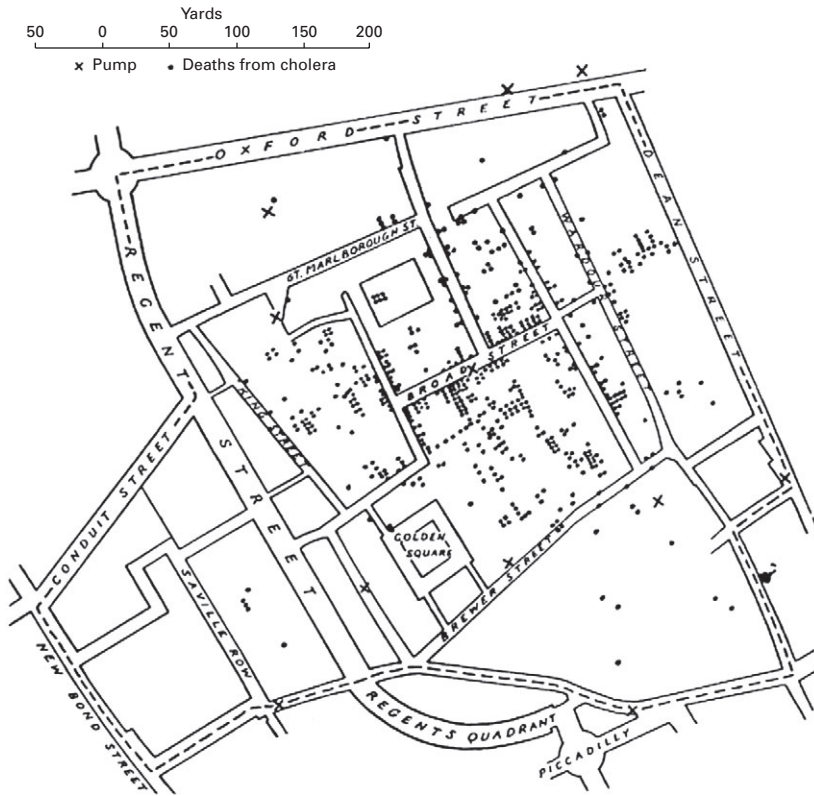 Yards
50 0 50 100 150 200
× Pump • Deaths from cholera
OXFORD STREET
DEAN STREET
REGENT STREET
GT. MARLBOROUGH ST.
WARDOUR STREET
BROAD STREET
KING STREET
CONDUIT STREET
GOLDEN
SQUARE
SAVILLE ROW
BREWER STREET
NEW BOND STREET
REGENTS QUADRANT
PICCADILLY